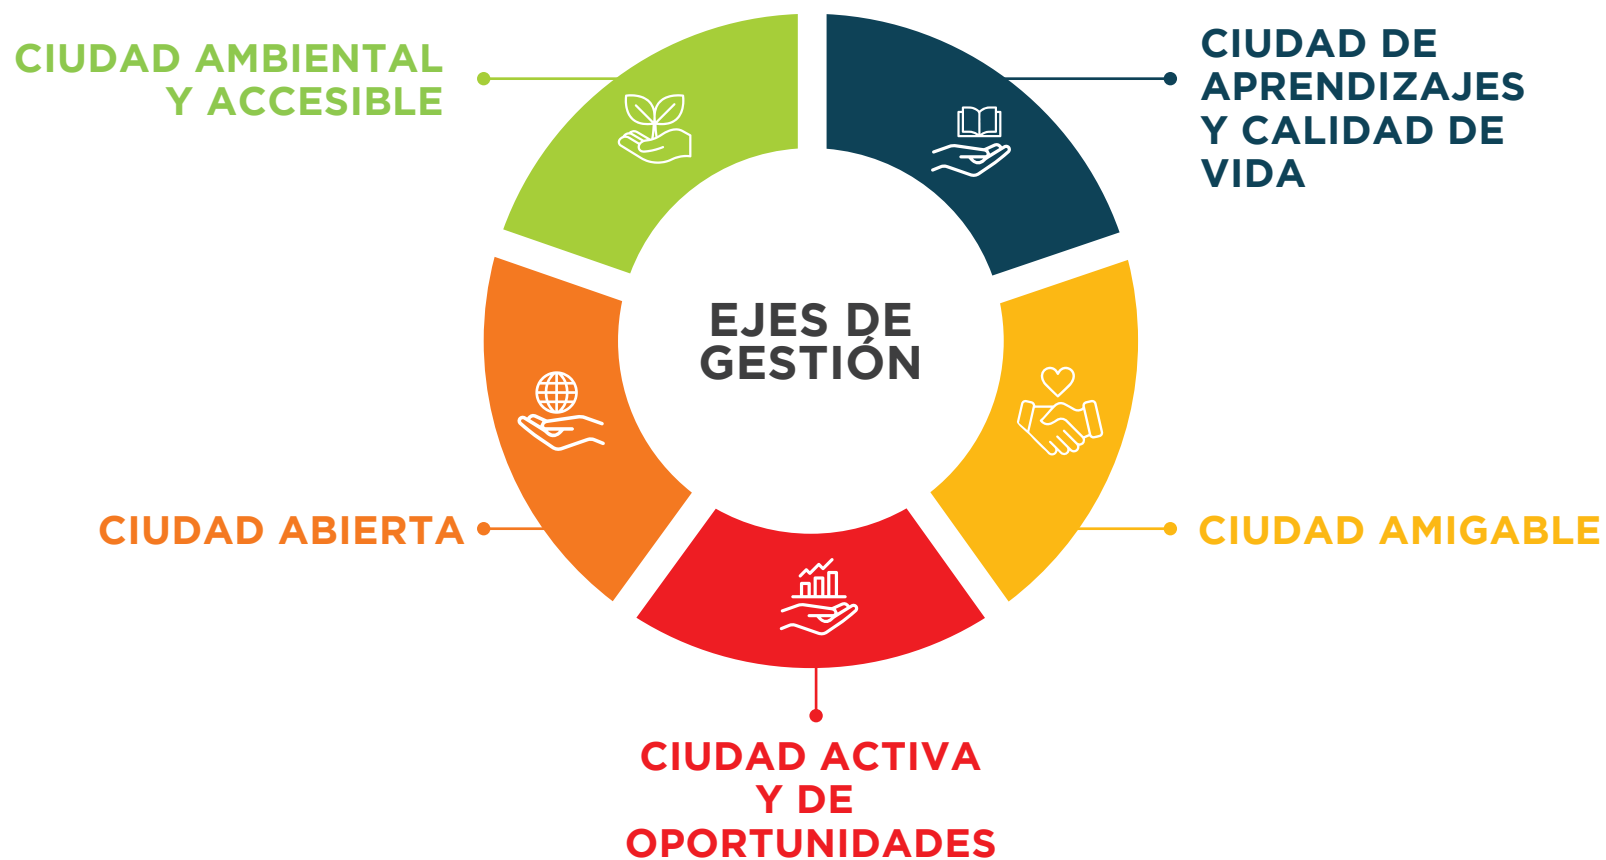 CIUDAD AMBIENTAL
Y ACCESIBLE
CIUDAD DE
APRENDIZAJES
Y CALIDAD DE
VIDA
EJES DE
GESTIÓN
CIUDAD ABIERTA
CIUDAD AMIGABLE
CIUDAD ACTIVA
Y DE
OPORTUNIDADES